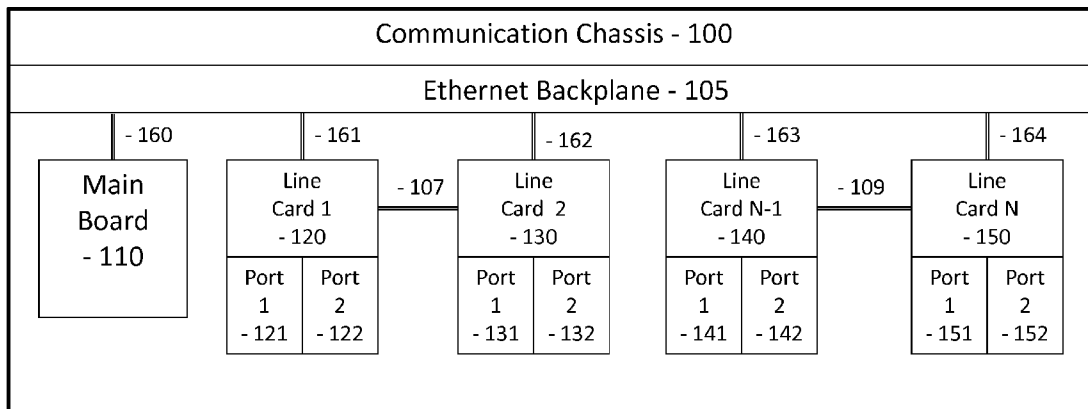 Communication Chassis - 100
Ethernet Backplane - 105
- 160
- 161
- 162
- 163
- 164
Main
Board
- 110
Line
Card 1
- 120
- 107
Line
Card 2
- 130
Line
Card N-1
- 140
- 109
Line
Card N
- 150
Port
1
- 121
Port
2
- 122
Port
1
- 131
Port
2
- 132
Port
1
- 141
Port
2
- 142
Port
1
- 151
Port
2
- 152